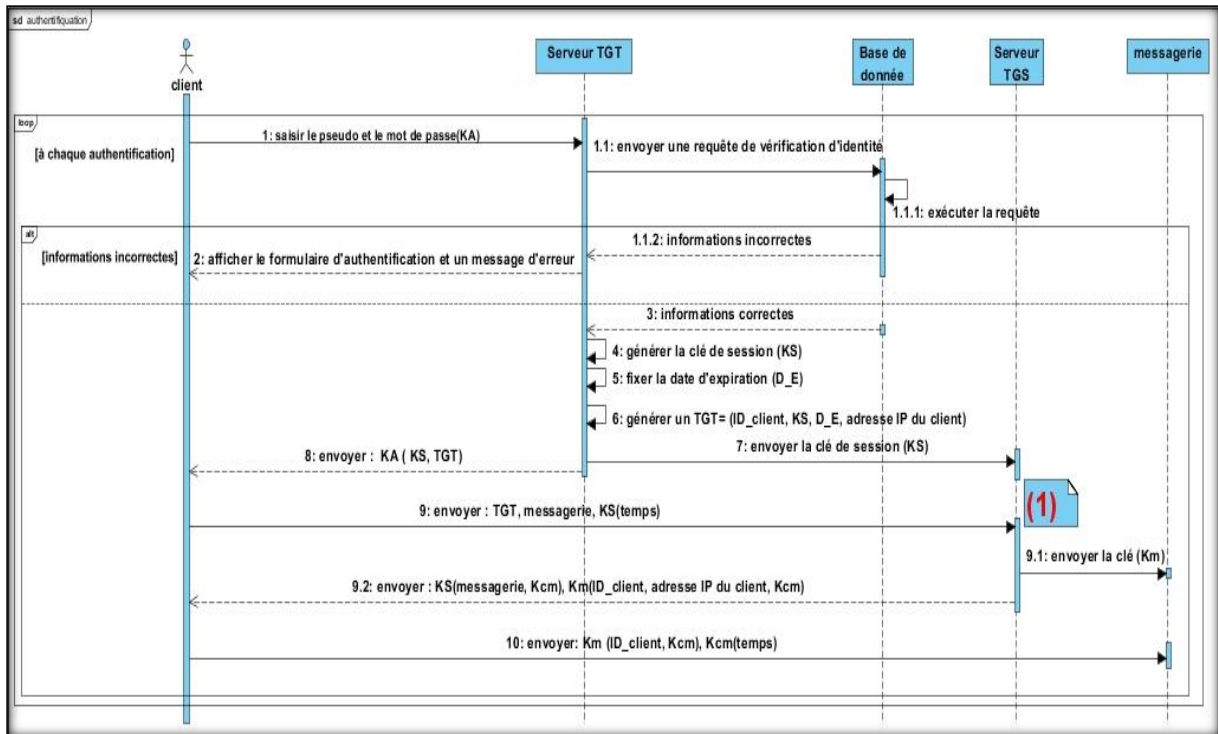 sd authentifiquation
client
Serveur TGT
Base de
donnée
Serveur
TGS
messagerie
loop
[à chaque authentification]
1: saisir le pseudo et le mot de passe(KA)
1.1: envoyer une requête de vérification d'identité
1.1.1: exécuter la requête
alt
[informations incorrectes]
1.1.2: informations incorrectes
2: afficher le formulaire d'authentification et un message d'erreur
3: informations correctes
4: générer la clé de session (KS)
5: fixer la date d'expiration (D_E)
6: générer un TGT= (ID_client, KS, D_E, adresse IP du client)
7: envoyer la clé de session (KS)
8: envoyer : KA ( KS, TGT)
(1)
9: envoyer : TGT, messagerie, KS(temps)
9.1: envoyer la clé (Km)
9.2: envoyer : KS(messagerie, Kcm), Km(ID_client, adresse IP du client, Kcm)
10: envoyer: Km (ID_client, Kcm), Kcm(temps)